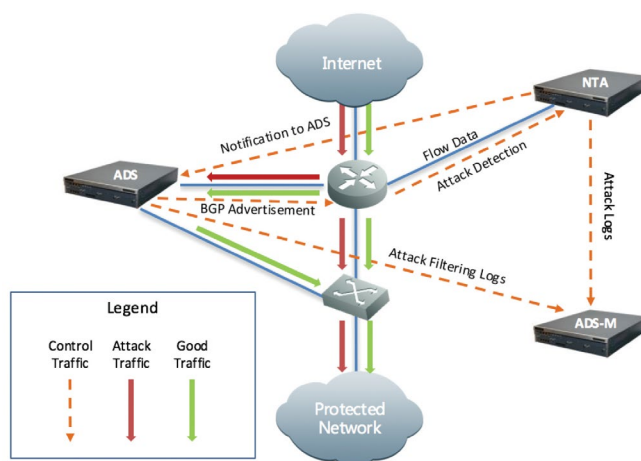 Internet
NTA
Notification to ADS
Flow Data
Attack Detection
ADS
BGP Advertisement
Attack Logs
Attack Filtering Logs
ADS-M
Legend
Control
Traffic
Attack
Traffic
Good
Traffic
Protected
Network